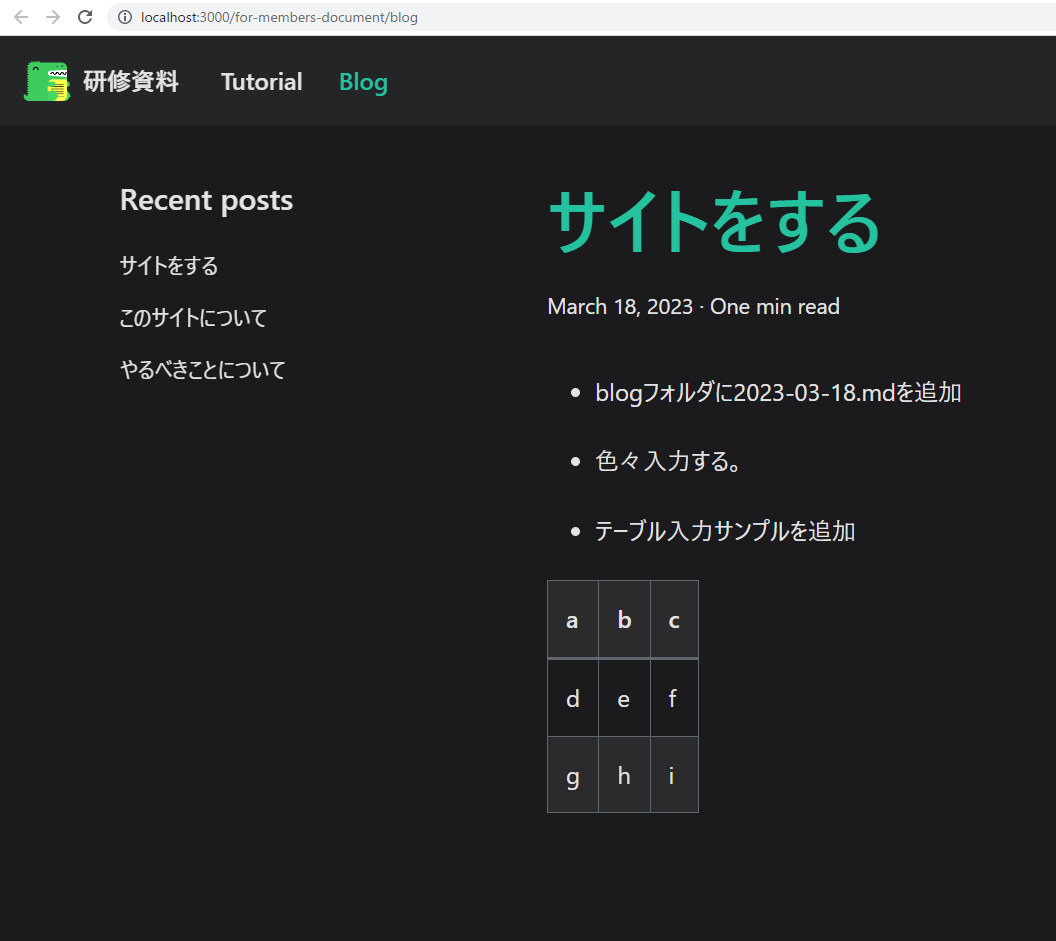 localhost:3000/for-members-document/blog
研修資料 Tutorial Blog
Recent posts
サイトをする
このサイトについて
やるべきことについて
サイトをする
March 18, 2023 · One min read
blogフォルダに2023-03-18.mdを追加
色々入力する。
テーブル入力サンプルを追加
a b c
d e f
g h i